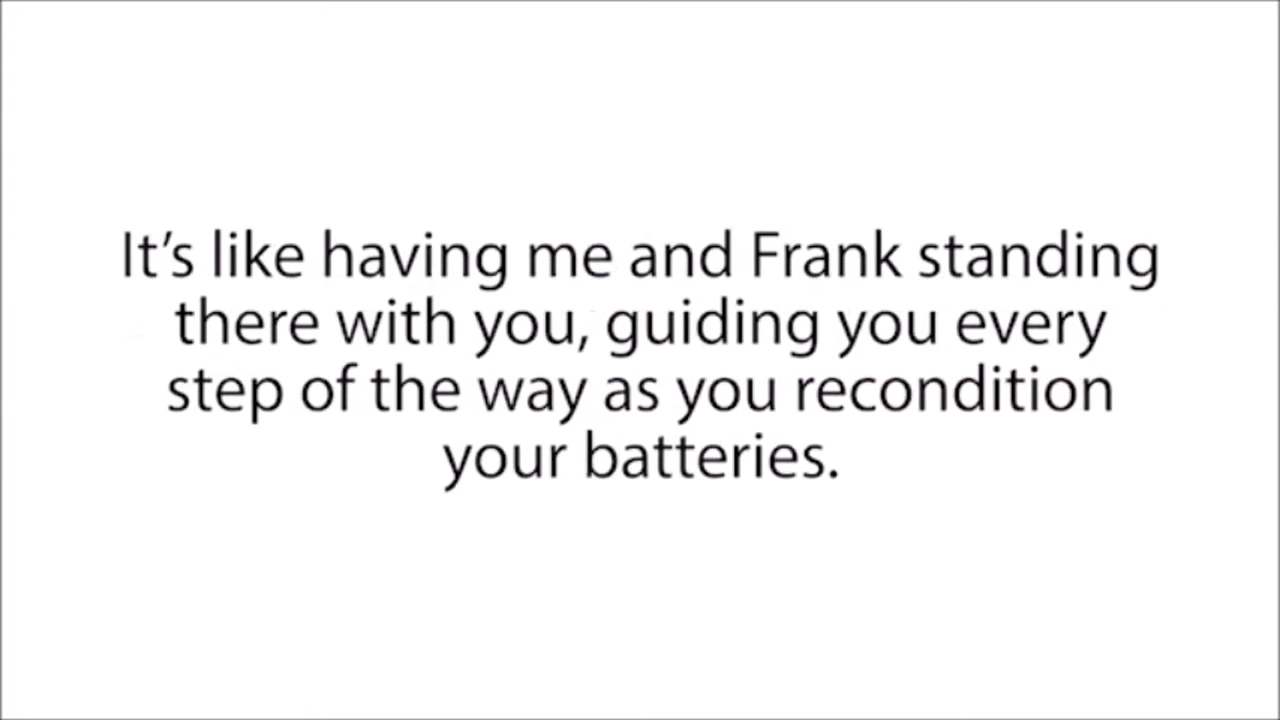 It’s like having me and Frank standing
there with you, guiding you every
step of the way as you recondition
your batteries.